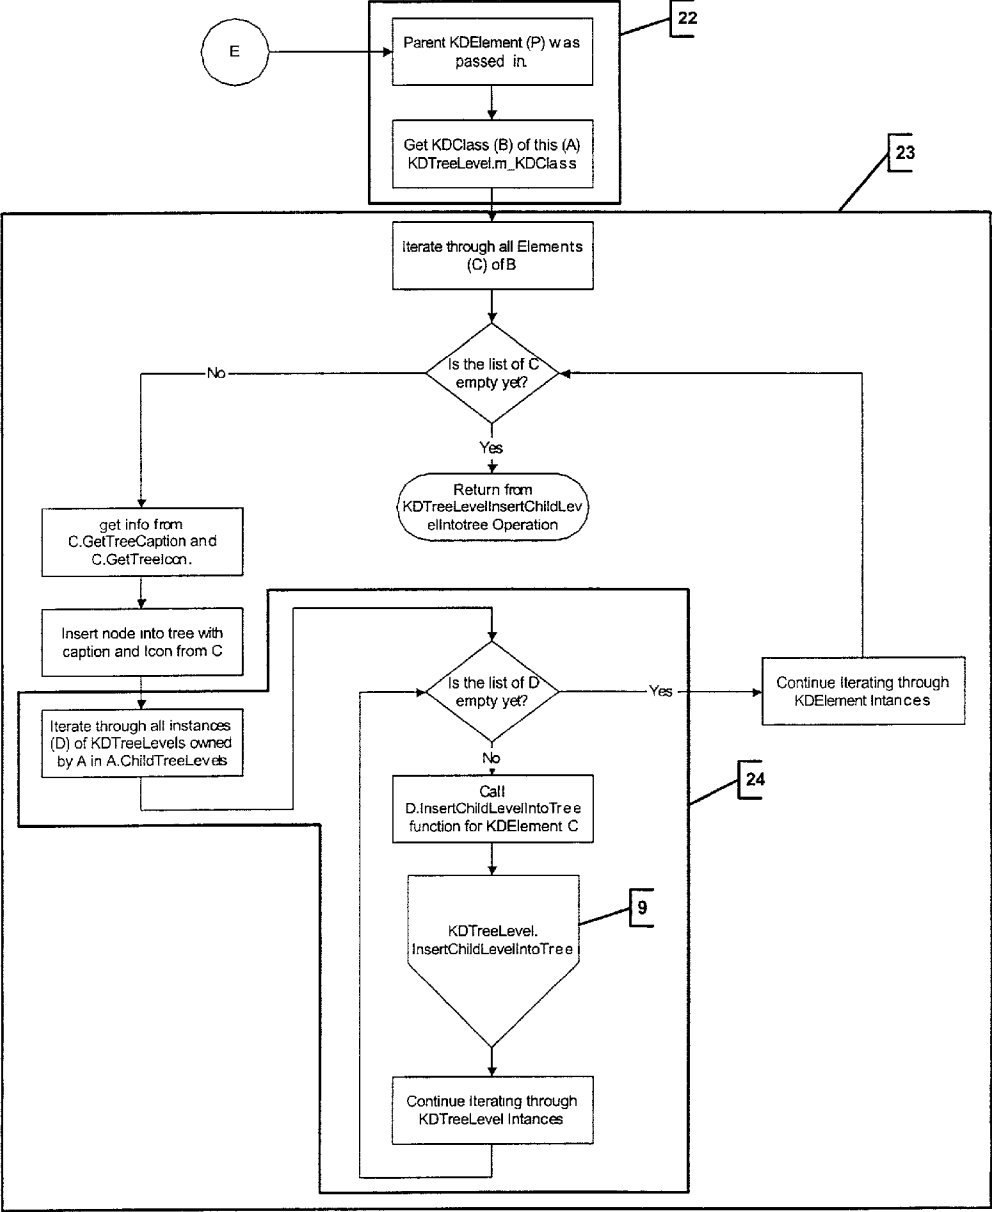 22
E
Parent KDElement (P) was
passed in.
Get KDClass (B) of this (A)
KDTreeLevel.m_KDClass
23
Iterate through all Elements
(C) of B
Is the list of C
empty yet?
No
Yes
Return from
KDTreeLevelInsertChildLev
elIntotree Operation
get info from
C.GetTreeCaption and
C.GetTreeIcon.
Insert node into tree with
caption and Icon from C
Iterate through all instances
(D) of KDTreeLevels owned
by A in A.ChildTreeLevels
Is the list of D
empty yet?
Yes
Continue iterating through
KDElement Intances
No
24
Call
D.InsertChildLevelIntoTree
function for KDElement C
9
KDTreeLevel.
InsertChildLevelIntoTree
Continue iterating through
KDTreeLevel Intances